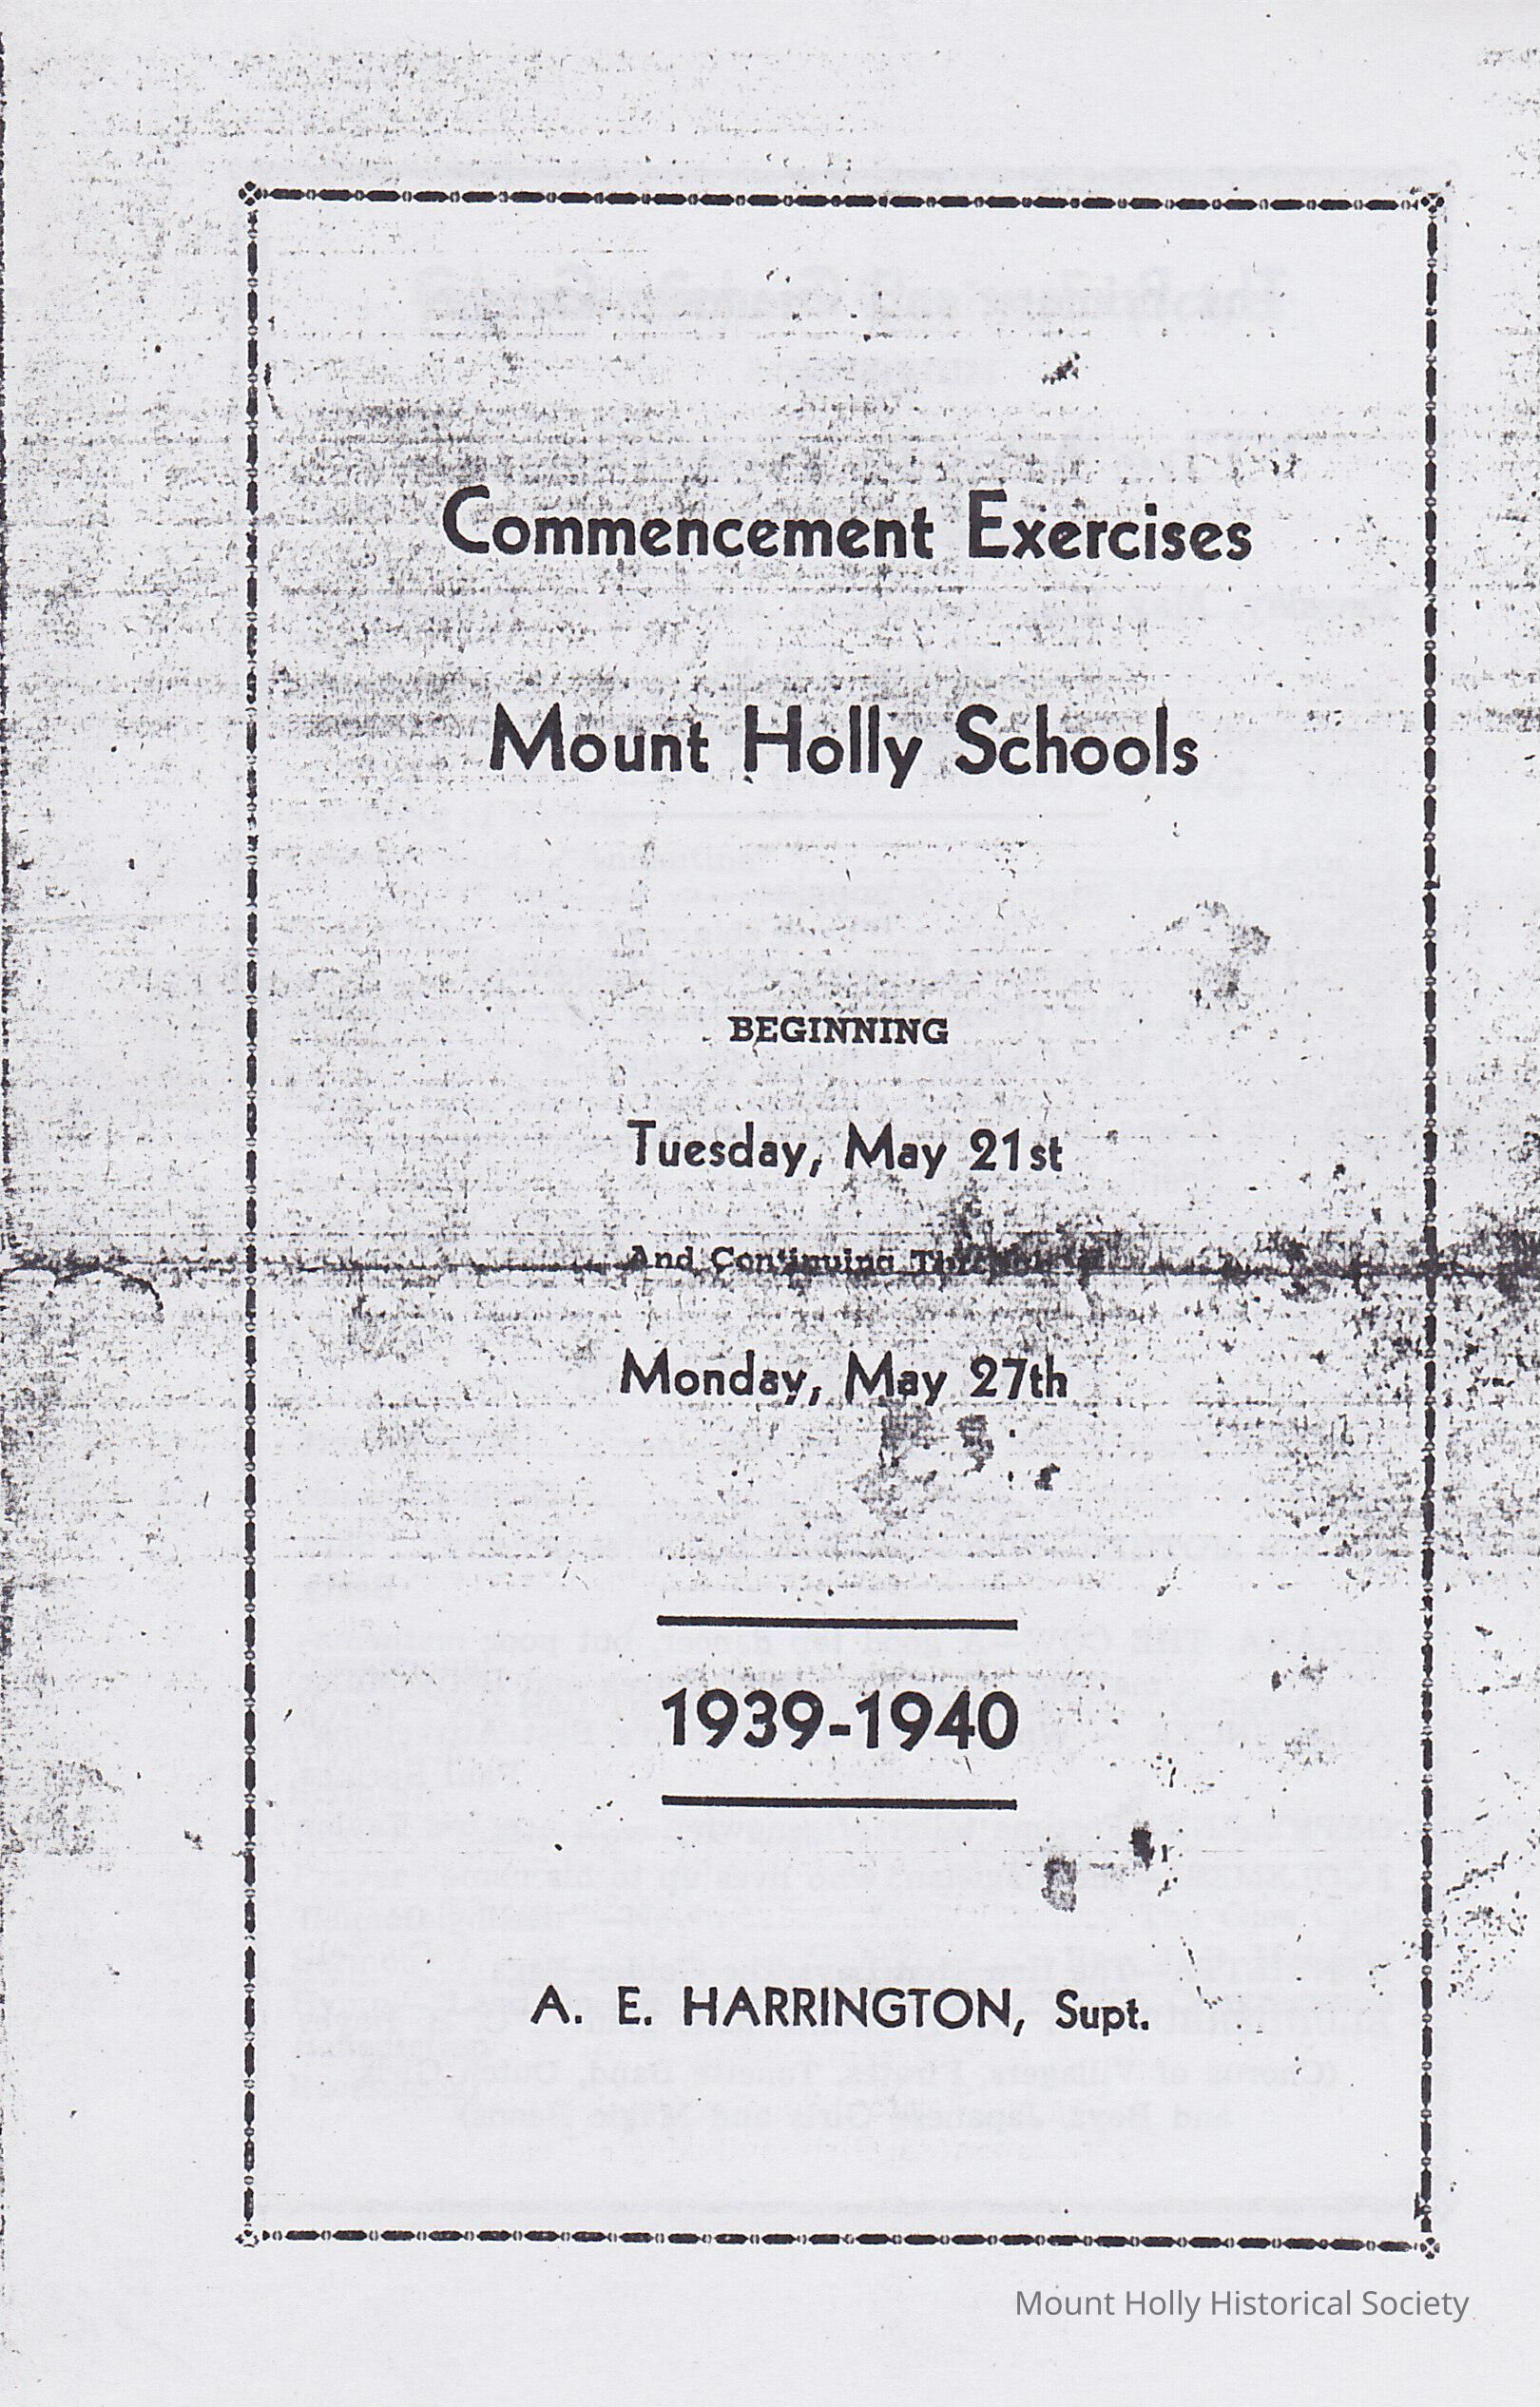 Commencement Exercises
Mount Holly Schools
BEGINNING
Tuesday, May 21st
And Continuing Through
Monday, May 27th
1939-1940
A. E. HARRINGTON, Supt.
Mount Holly Historical Society